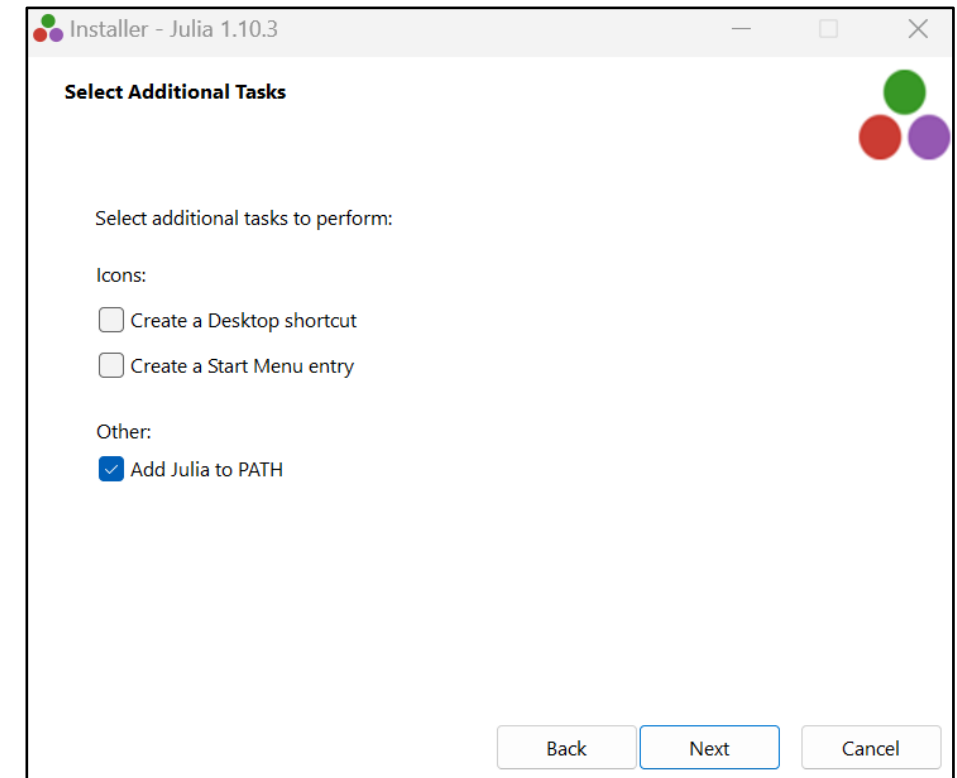 Installer - Julia 1.10.3
Select Additional Tasks
Select additional tasks to perform:
Icons:
Create a Desktop shortcut
Create a Start Menu entry
Other:
Add Julia to PATH
Back Next Cancel